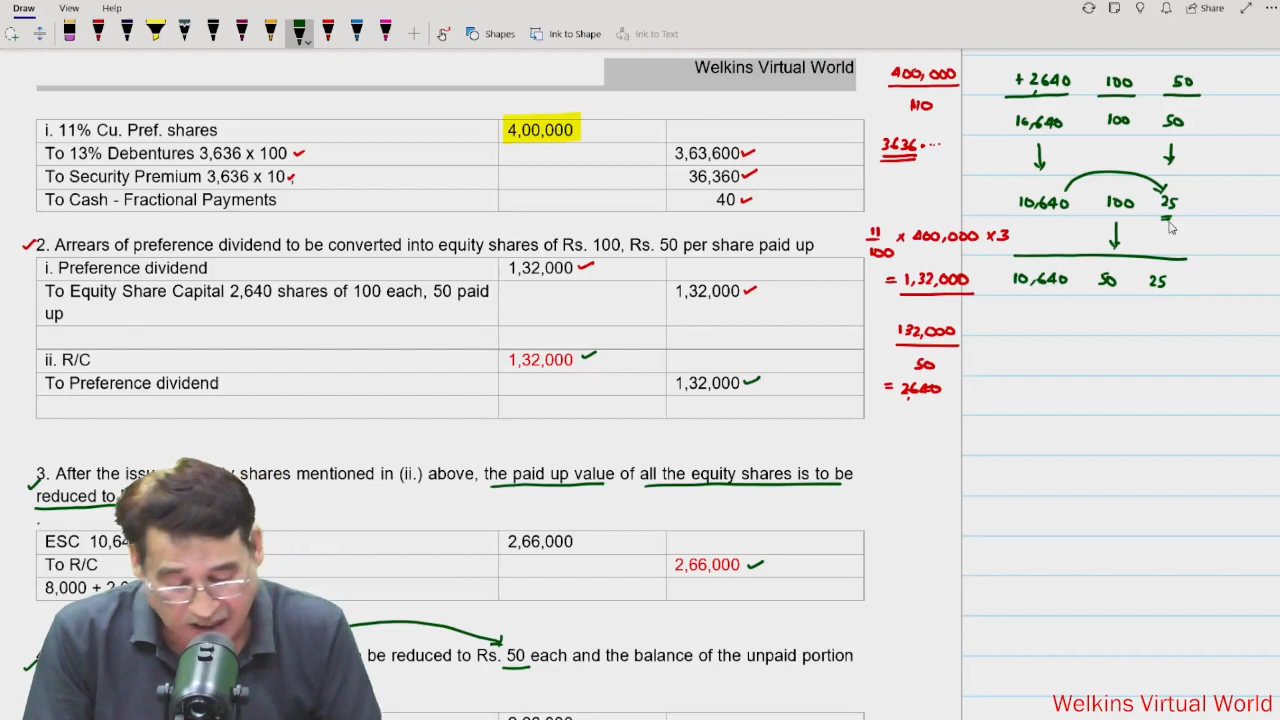 Draw View Help
Share
Shapes Ink to Shape Ink to Text
Welkins Virtual World
i. 11% Cu. Pref. shares 4,00,000
To 13% Debentures 3,636 x 100 3,63,600
To Security Premium 3,636 x 10, 36,360
To Cash - Fractional Payments 40
2. Arrears of preference dividend to be converted into equity shares of Rs. 100, Rs. 50 per share paid up
i. Preference dividend 1,32,000
To Equity Share Capital 2,640 shares of 100 each, 50 paid 1,32,000
up
ii. R/C 1,32,000
To Preference dividend 1,32,000
3. After the shares mentioned in (ii.) above, the paid up value of all the equity shares is to be
reduced to
.
ESC 2,66,000
To R/C 2,66,000
8,000 +
be reduced to Rs. 50 each and the balance of the unpaid portion
400,000
110
3636...
11 x 400,000 x 3
100
= 1,32,000
132,000
50
= 2,640
+ 2,640 100 50
100 50
10,640 100 25
10,640 50 25
Welkins Virtual World